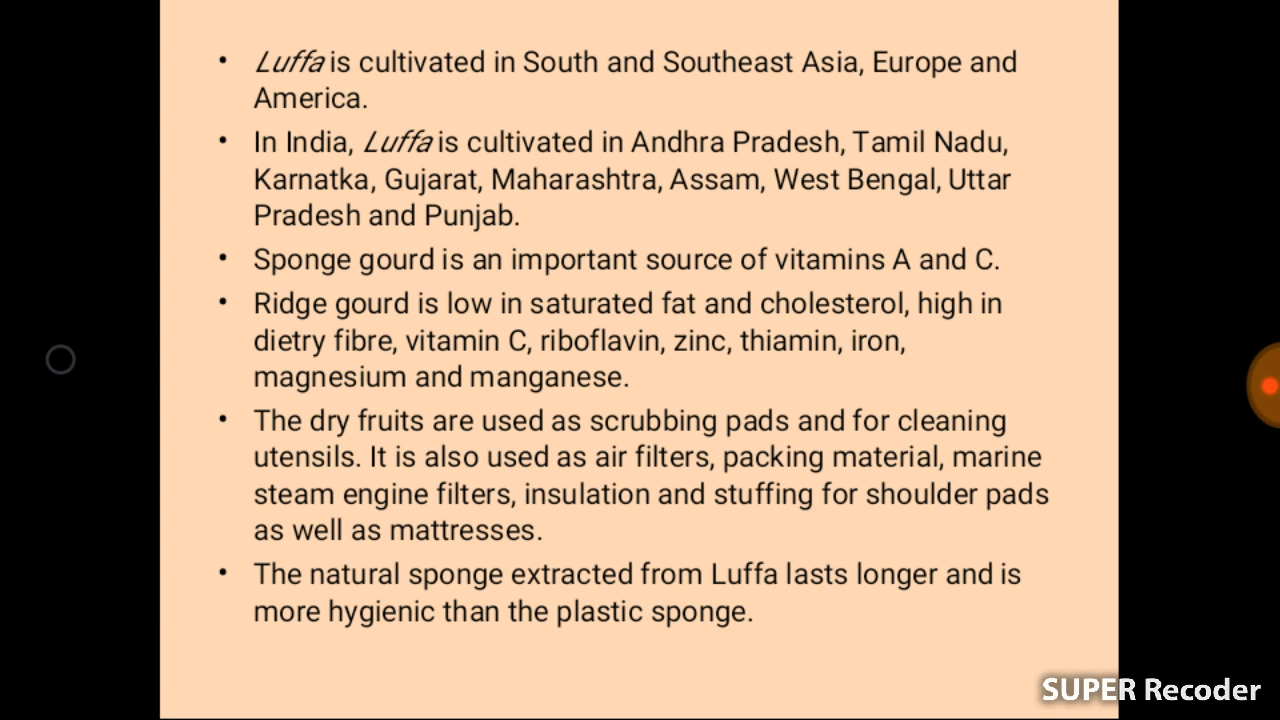 • Luffa is cultivated in South and Southeast Asia, Europe and
America.
• In India, Luffa is cultivated in Andhra Pradesh, Tamil Nadu,
Karnatka, Gujarat, Maharashtra, Assam, West Bengal, Uttar
Pradesh and Punjab.
• Sponge gourd is an important source of vitamins A and C.
• Ridge gourd is low in saturated fat and cholesterol, high in
dietry fibre, vitamin C, riboflavin, zinc, thiamin, iron,
magnesium and manganese.
• The dry fruits are used as scrubbing pads and for cleaning
utensils. It is also used as air filters, packing material, marine
steam engine filters, insulation and stuffing for shoulder pads
as well as mattresses.
• The natural sponge extracted from Luffa lasts longer and is
more hygienic than the plastic sponge.
SUPER Recoder